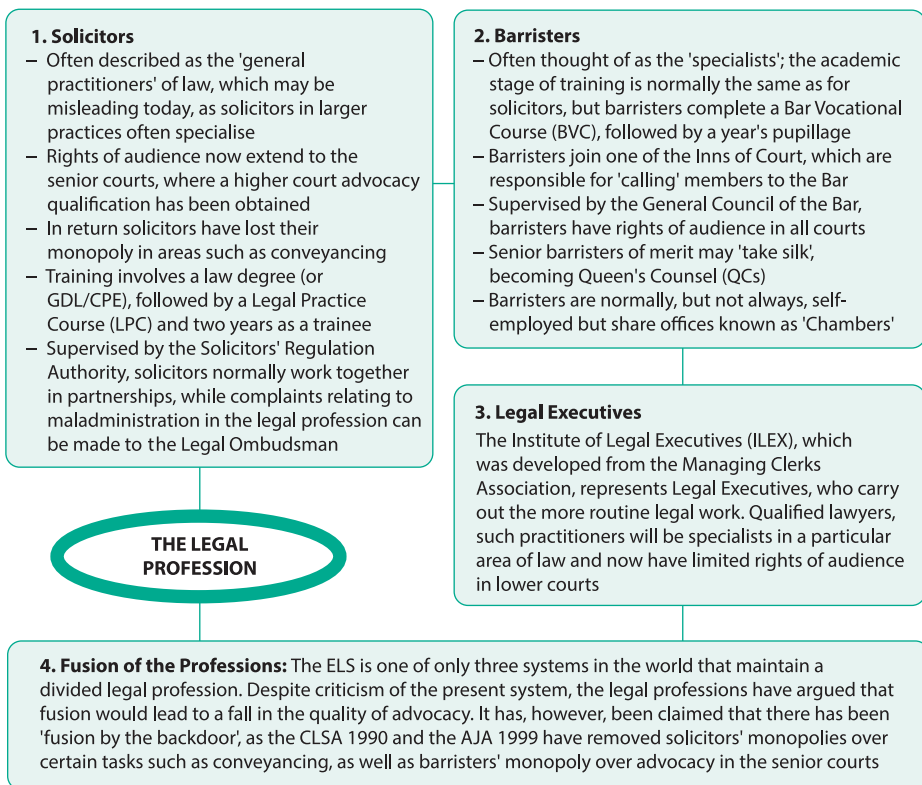 1. Solicitors
– Often described as the 'general
practitioners' of law, which may be
misleading today, as solicitors in larger
practices often specialise
– Rights of audience now extend to the
senior courts, where a higher court advocacy
qualification has been obtained
– In return solicitors have lost their
monopoly in areas such as conveyancing
– Training involves a law degree (or
GDL/CPE), followed by a Legal Practice
Course (LPC) and two years as a trainee
– Supervised by the Solicitors' Regulation
Authority, solicitors normally work together
in partnerships, while complaints relating to
maladministration in the legal profession can
be made to the Legal Ombudsman
2. Barristers
– Often thought of as the 'specialists'; the academic
stage of training is normally the same as for
solicitors, but barristers complete a Bar Vocational
Course (BVC), followed by a year's pupillage
– Barristers join one of the Inns of Court, which are
responsible for 'calling' members to the Bar
– Supervised by the General Council of the Bar,
barristers have rights of audience in all courts
– Senior barristers of merit may 'take silk',
becoming Queen's Counsel (QCs)
– Barristers are normally, but not always, self-
employed but share offices known as 'Chambers'
3. Legal Executives
The Institute of Legal Executives (ILEX), which
was developed from the Managing Clerks
Association, represents Legal Executives, who carry
out the more routine legal work. Qualified lawyers,
such practitioners will be specialists in a particular
area of law and now have limited rights of audience
in lower courts
THE LEGAL
PROFESSION
4. Fusion of the Professions: The ELS is one of only three systems in the world that maintain a
divided legal profession. Despite criticism of the present system, the legal professions have argued that
fusion would lead to a fall in the quality of advocacy. It has, however, been claimed that there has been
'fusion by the backdoor', as the CLSA 1990 and the AJA 1999 have removed solicitors' monopolies over
certain tasks such as conveyancing, as well as barristers' monopoly over advocacy in the senior courts